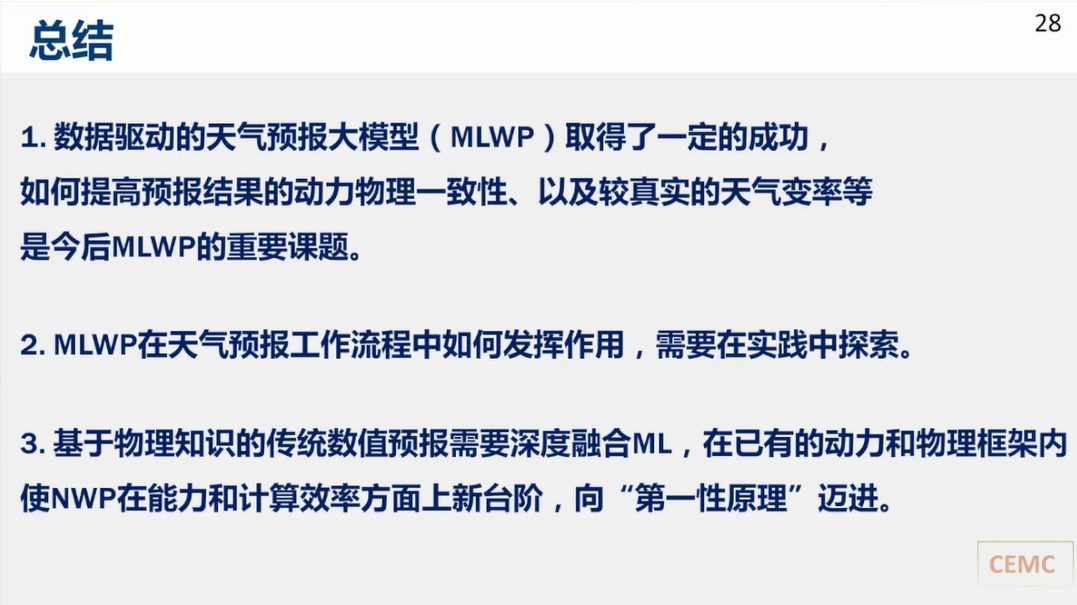 28
总结
1. 数据驱动的天气预报大模型（MLWP）取得了一定的成功，
如何提高预报结果的动力物理一致性、以及较真实的天气变率等
是今后MLWP的重要课题。
2. MLWP在天气预报工作流程中如何发挥作用，需要在实践中探索。
3. 基于物理知识的传统数值预报需要深度融合ML，在已有的动力和物理框架内
使NWP在能力和计算效率方面上新台阶，向“第一性原理”迈进。
CEMC